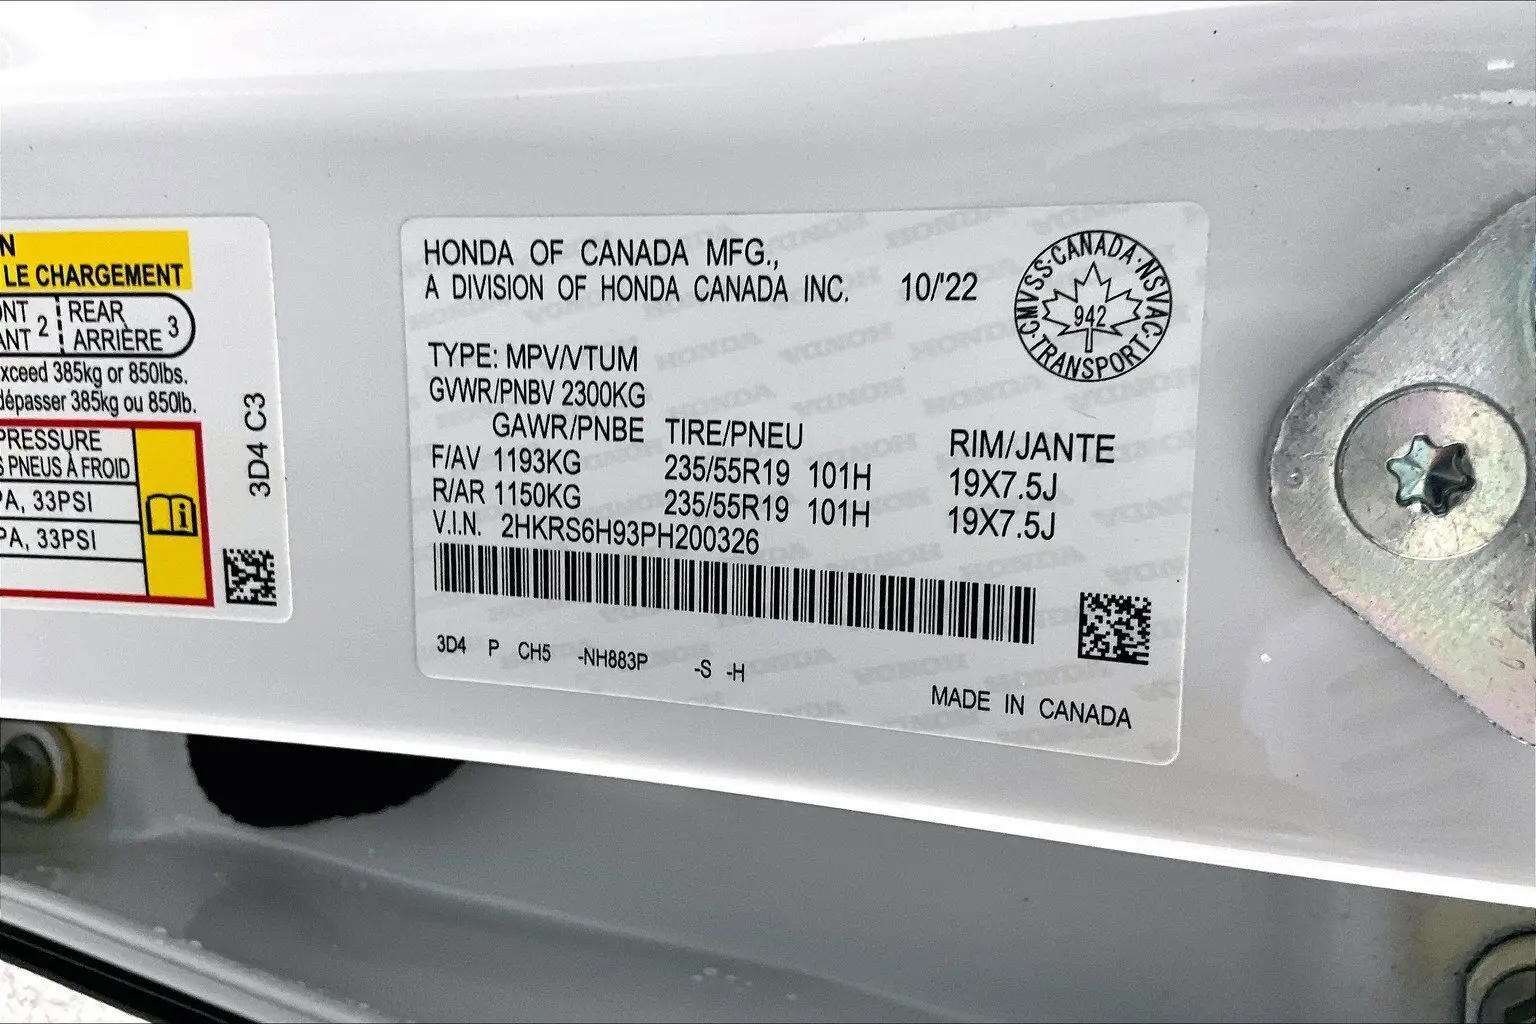 N
LE CHARGEMENT
NT 2 REAR 3
ANT ARRIÈRE
xceed 385kg or 850lbs.
dépasser 385kg ou 850lb.
PRESSURE
S PNEUS À FROID
PA, 33PSI
PA, 33PSI
3D4 C3
HONDA OF CANADA MFG.,
A DIVISION OF HONDA CANADA INC. 10/'22
CMVSS·CANADA·NSVAC·TRANSPORT·
942
TYPE: MPV/VTUM
GVWR/PNBV 2300KG
GAWR/PNBE TIRE/PNEU RIM/JANTE
F/AV 1193KG 235/55R19 101H 19X7.5J
R/AR 1150KG 235/55R19 101H 19X7.5J
V.I.N. 2HKRS6H93PH200326
3D4 P CH5 -NH883P -S -H
MADE IN CANADA